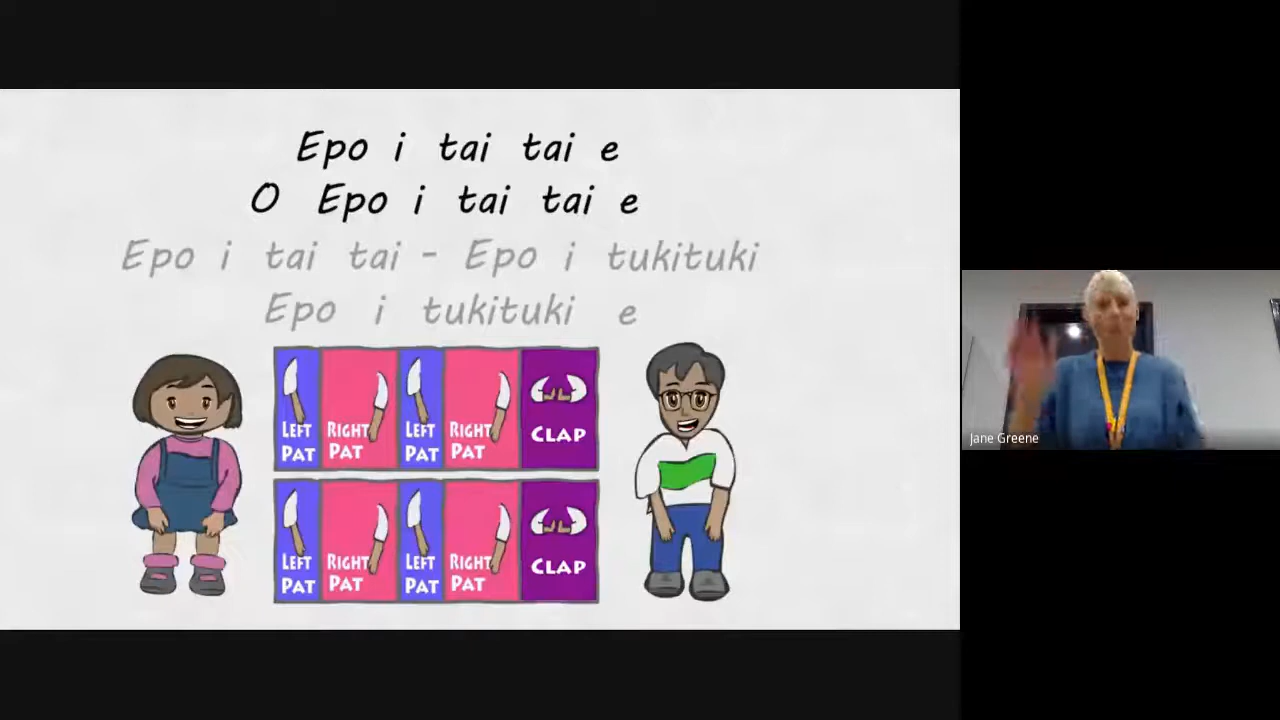 Epo i tai tai e
O Epo i tai tai e
Epo i tai tai - Epo i tukituki
Epo i tukituki e
LEFT PAT RIGHT PAT LEFT PAT RIGHT PAT CLAP
LEFT PAT RIGHT PAT LEFT PAT RIGHT PAT CLAP
Jane Greene